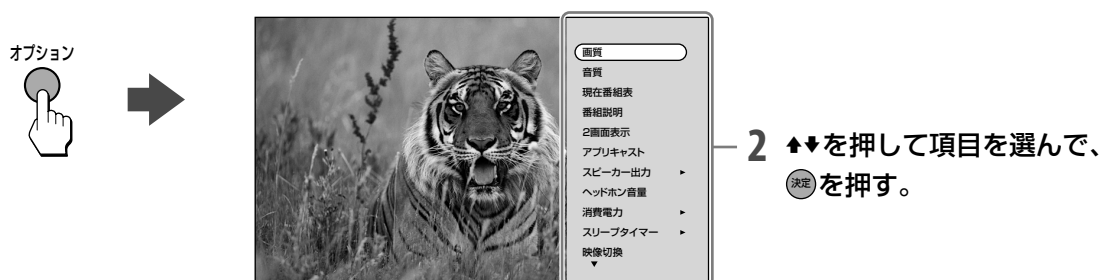 オプション
画質
音質
現在番組表
番組説明
2画面表示
アプリキャスト
スピーカー出力 ►
ヘッドホン音量
消費電力 ►
スリープタイマー ►
映像切換
▼
2 ♠♦を押して項目を選んで、
決定を押す。